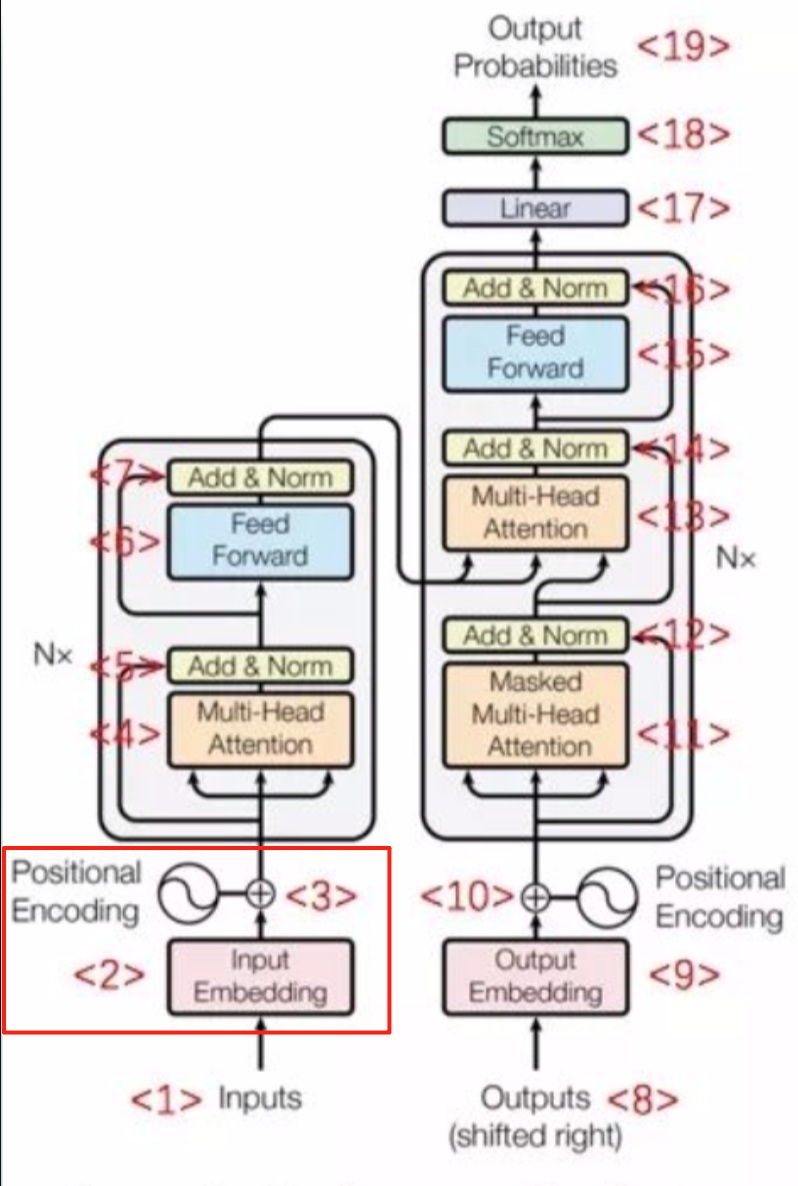 Output
Probabilities
<19>
Softmax
<18>
Linear
<17>
Add & Norm
<16>
Feed
Forward
<15>
Add & Norm
<14>
Multi-Head
Attention
<13>
Nx
Add & Norm
<12>
Masked
Multi-Head
Attention
<11>
<7>
Add & Norm
<6>
Feed
Forward
Nx
<5>
Add & Norm
<4>
Multi-Head
Attention
Positional
Encoding
<3>
<2>
Input
Embedding
<1> Inputs
<10>
Positional
Encoding
Output
Embedding
<9>
Outputs <8>
(shifted right)